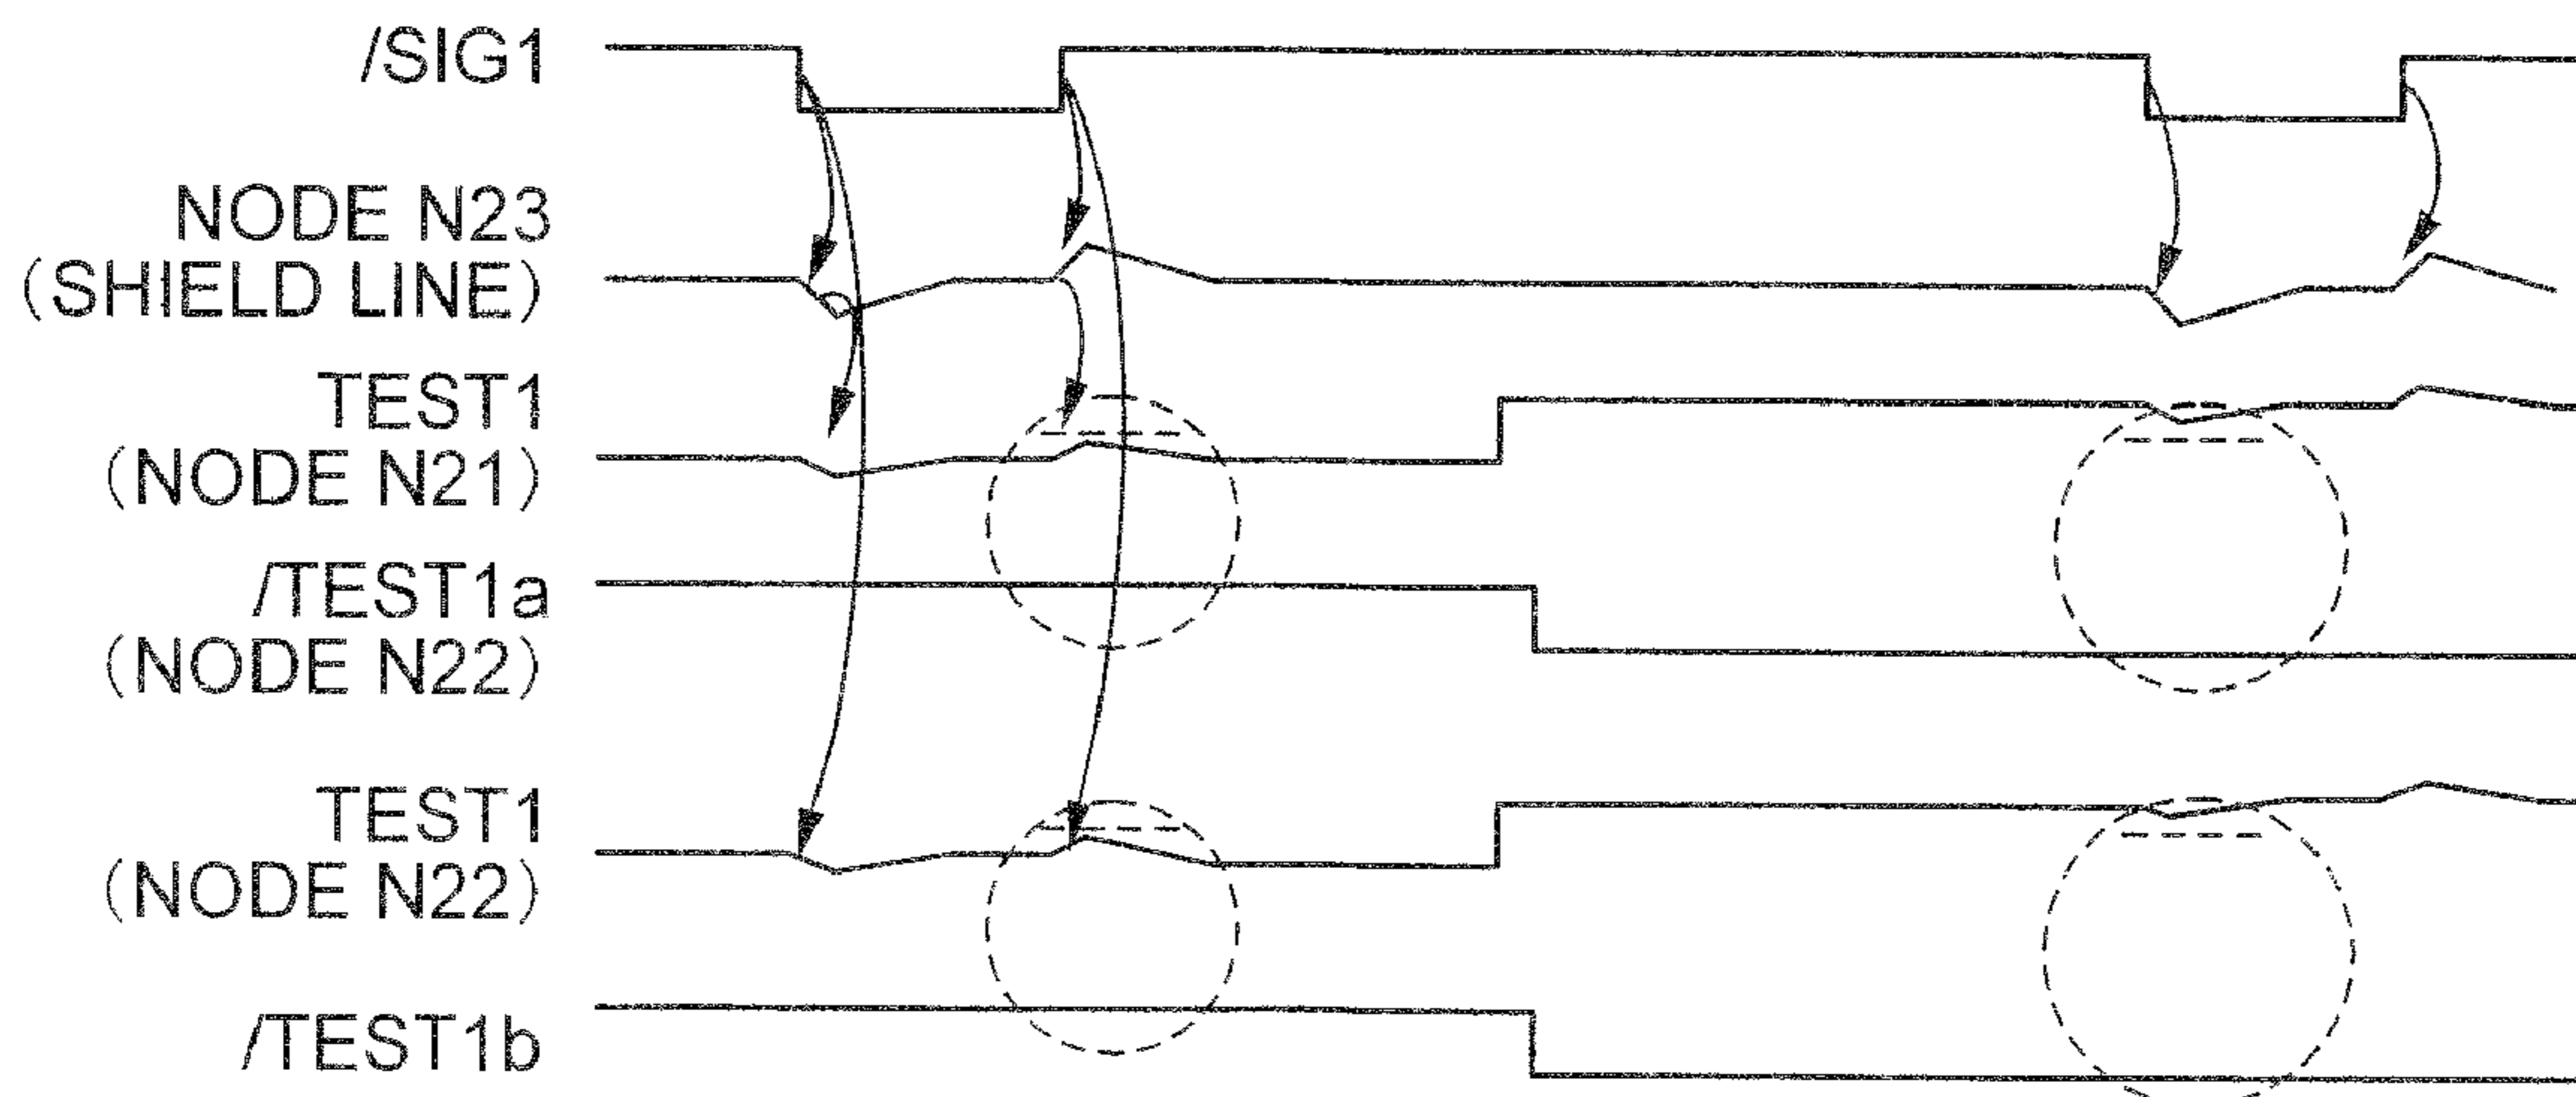 /SIG1
NODE N23
(SHIELD LINE)
TEST1
(NODE N21)
/TEST1a
(NODE N22)
TEST1
(NODE N22)
/TEST1b